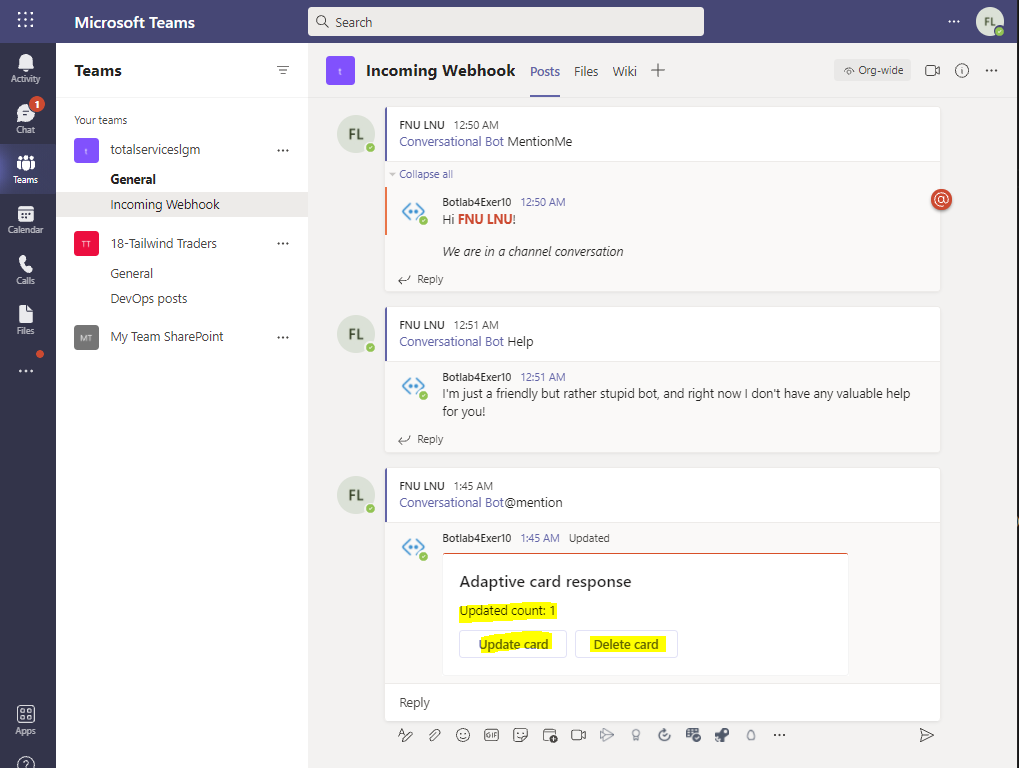 Microsoft Teams
Search
FL
Activity
1
Chat
Teams
Calendar
Calls
Files
Apps
Teams
Your teams
t
totalserviceslgm
General
Incoming Webhook
TT
18-Tailwind Traders
General
DevOps posts
MT
My Team SharePoint
t
Incoming Webhook
Posts
Files
Wiki
Org-wide
FL
FNU LNU 12:50 AM
Conversational Bot MentionMe
Collapse all
Botlab4Exer10 12:50 AM
@
Hi FNU LNU!
We are in a channel conversation
Reply
FL
FNU LNU 12:51 AM
Conversational Bot Help
Botlab4Exer10 12:51 AM
I'm just a friendly but rather stupid bot, and right now I don't have any valuable help
for you!
Reply
FL
FNU LNU 1:45 AM
Conversational Bot@mention
Botlab4Exer10 1:45 AM Updated
Adaptive card response
Updated count: 1
Update card
Delete card
Reply
GIF